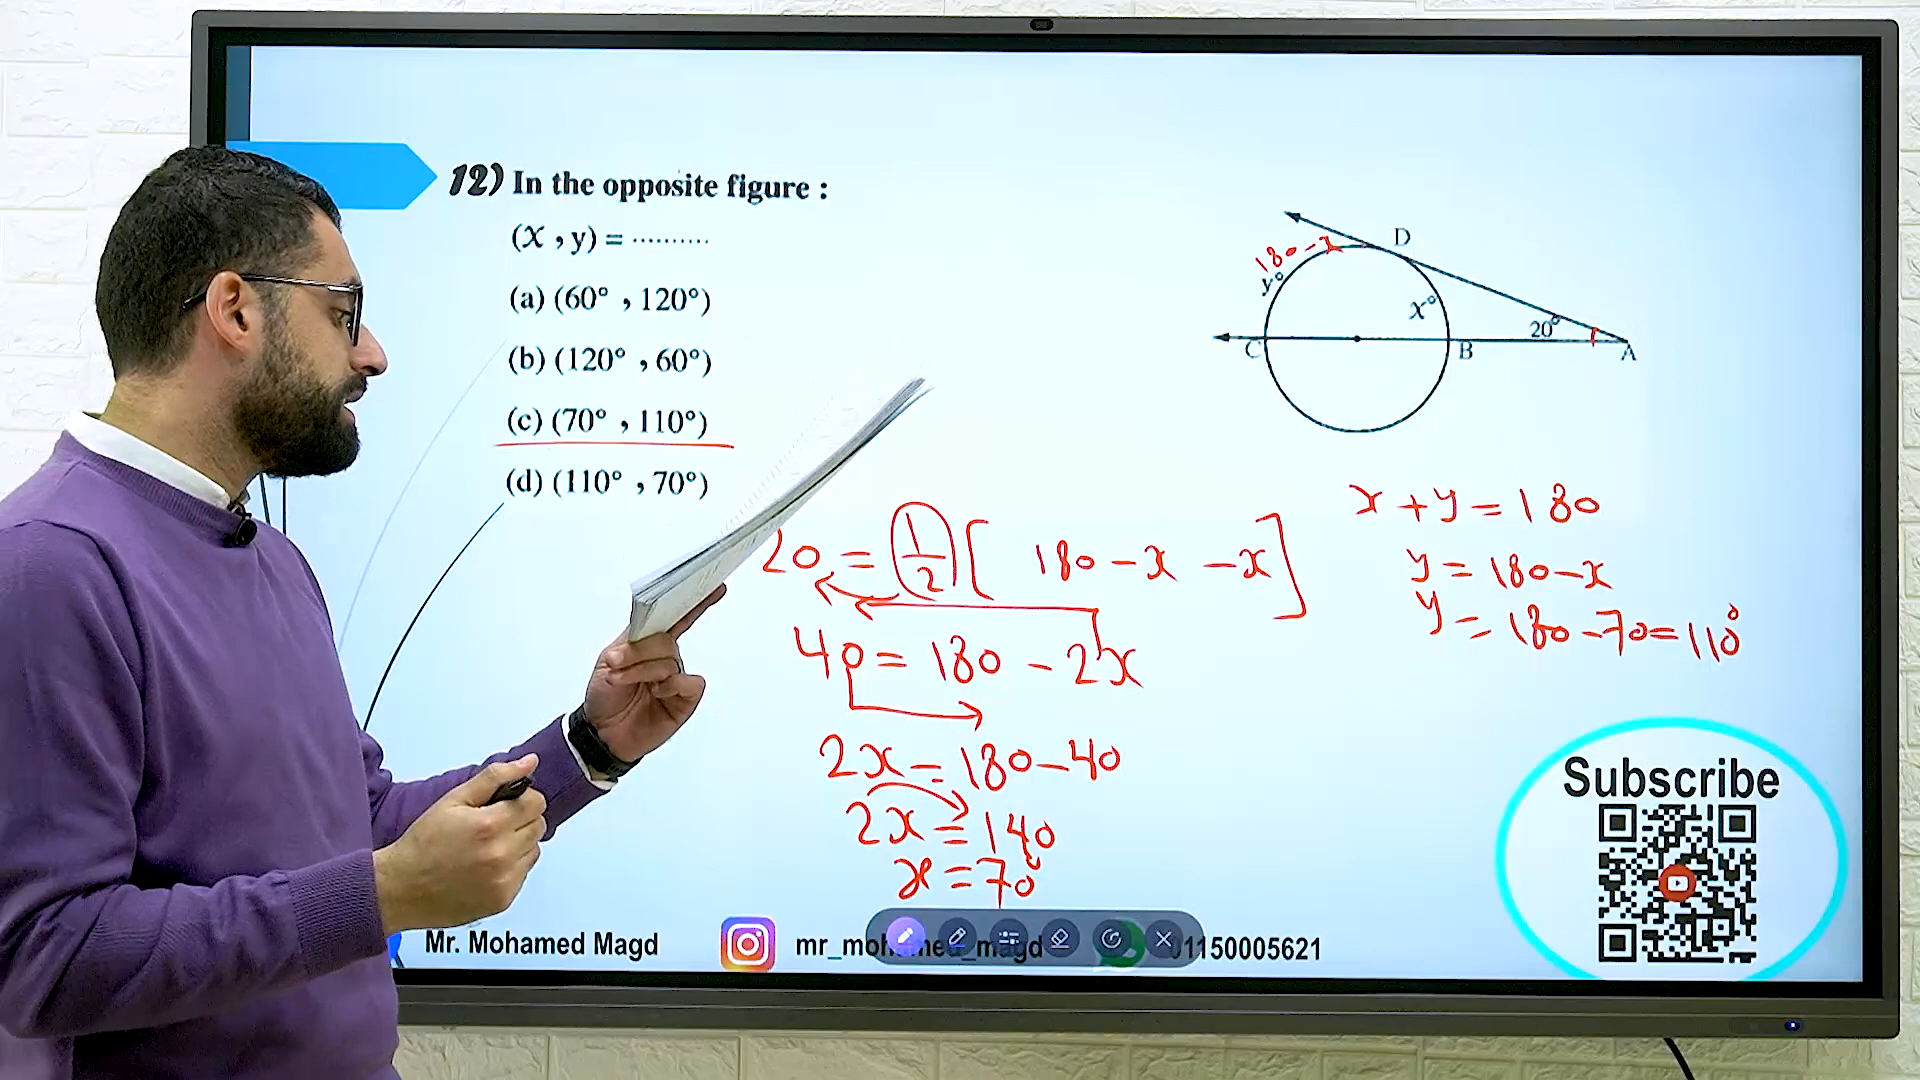 12) In the opposite figure :
(X , y) = ..........
(a) (60° , 120°)
(b) (120° , 60°)
(c) (70° , 110°)
(d) (110° , 70°)
D
180-x
y°
x°
20°
C
B
A
20 = 1/2 [ 180 - x - x ]
40 = 180 - 2x
2x = 180 - 40
2x = 140
x = 70°
x + y = 180
y = 180 - x
y = 180 - 70 = 110°
Subscribe
Mr. Mohamed Magd
mr_mohamed_magd
01150005621